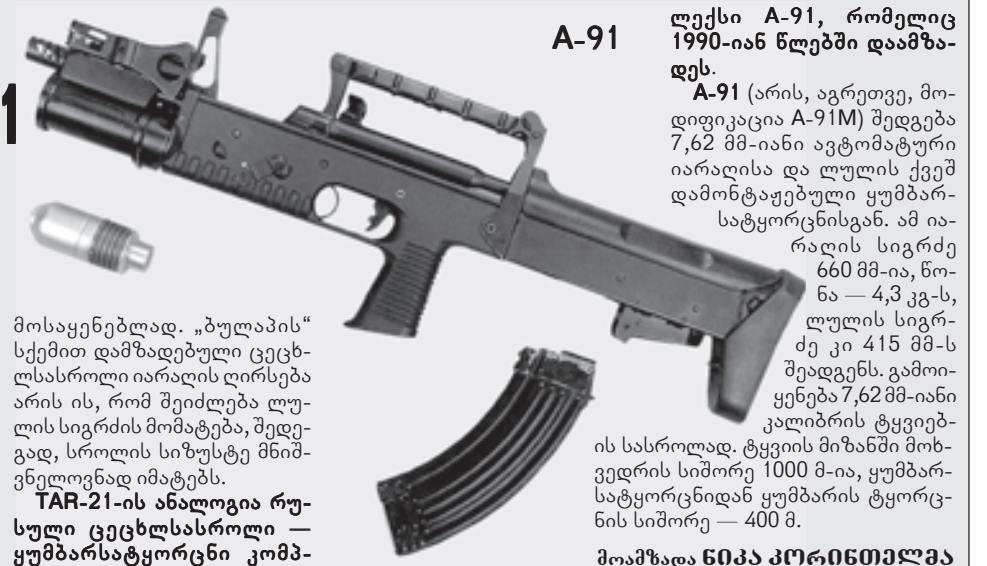 1
A-91
მოსაყენებლად. „ბულაპის“
სქემით დამზადებული ცეცხ-
ლსასროლი იარაღის ღირსება
არის ის, რომ შეიძლება ლუ-
ლის სიგრძის მომატება, შედე-
გად, სროლის სიზუსტე მნიშ-
ვნელოვნად იმატებს.
TAR-21-ის ანალოგია რუ-
სული ცეცხლსასროლი —
ყუმბარსატყორცნი კომპ-
ლექსი A-91, რომელიც
1990-იან წლებში დაამზა-
დეს.
A-91 (არის, აგრეთვე, მო-
დიფიკაცია A-91M) შედგება
7,62 მმ-იანი ავტომატური
იარაღისა და ლულის ქვეშ
დამონტაჟებული ყუმბარ-
სატყორცნისგან. ამ ია-
რაღის სიგრძე
660 მმ-ია, წო-
ნა — 4,3 კგ-ს,
ლულის სიგრ-
ძე კი 415 მმ-ს
შეადგენს. გამოი-
ყენება 7,62 მმ-იანი
კალიბრის ტყვიებ-
ის სასროლად. ტყვიის მიზანში მოხ-
ვედრის სიშორე 1000 მ-ია, ყუმბარ-
სატყორცნიდან ყუმბარის ტყორც-
ნის სიშორე — 400 მ.
მოამზადა ნიკა კორინთელმა